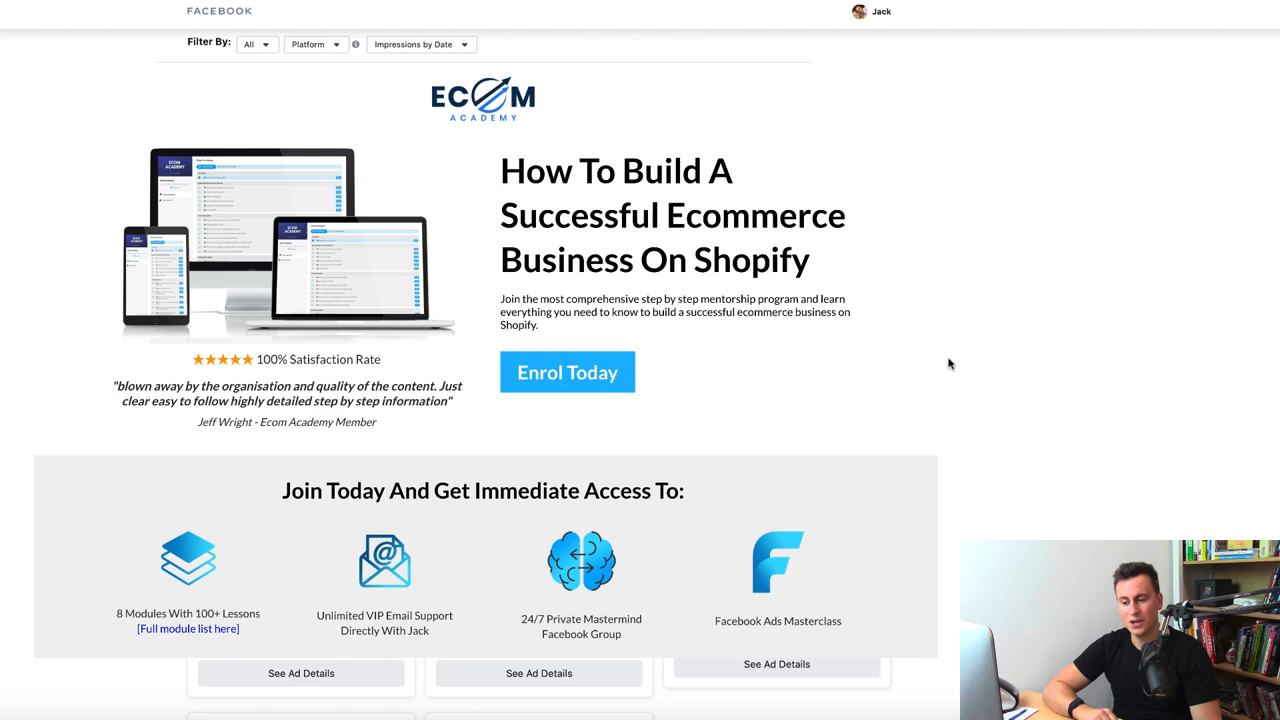 FACEBOOK
Jack
Filter By:
All
Platform
Impressions by Date
ECOM
ACADEMY
ECOM
ACADEMY
ECOM
ACADEMY
How To Build A
Successful Ecommerce
Business On Shopify
Join the most comprehensive step by step mentorship program and learn
everything you need to know to build a successful ecommerce business on
Shopify.
Enrol Today
100% Satisfaction Rate
"blown away by the organisation and quality of the content. Just
clear easy to follow highly detailed step by step information"
Jeff Wright - Ecom Academy Member
Join Today And Get Immediate Access To:
8 Modules With 100+ Lessons
[Full module list here]
Unlimited VIP Email Support
Directly With Jack
24/7 Private Mastermind
Facebook Group
Facebook Ads Masterclass
See Ad Details
See Ad Details
See Ad Details